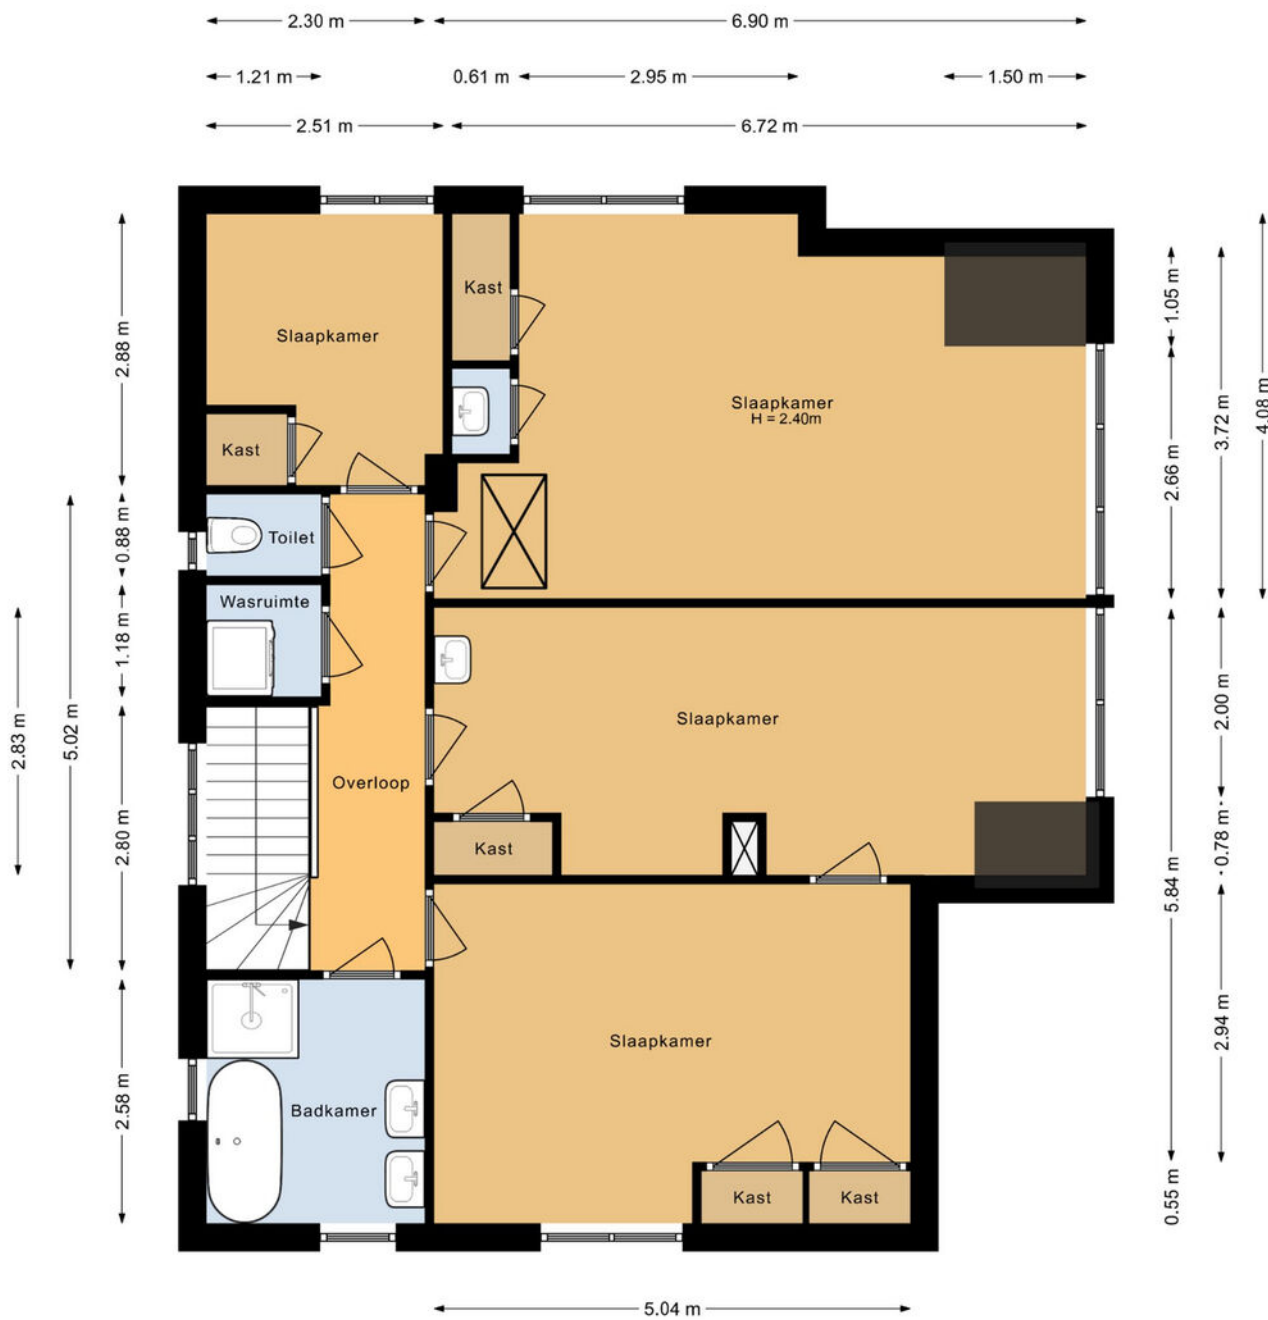 2.30 m
6.90 m
1.21 m
0.61 m
2.95 m
1.50 m
2.51 m
6.72 m
Kast
Slaapkamer
Slaapkamer
H = 2.40m
Kast
Toilet
Wasruimte
Slaapkamer
Overloop
Kast
Slaapkamer
Badkamer
Kast
Kast
2.88 m
0.88 m
1.18 m
2.83 m
5.02 m
2.80 m
2.58 m
1.05 m
3.72 m
4.08 m
2.66 m
2.00 m
0.78 m
5.84 m
2.94 m
0.55 m
5.04 m